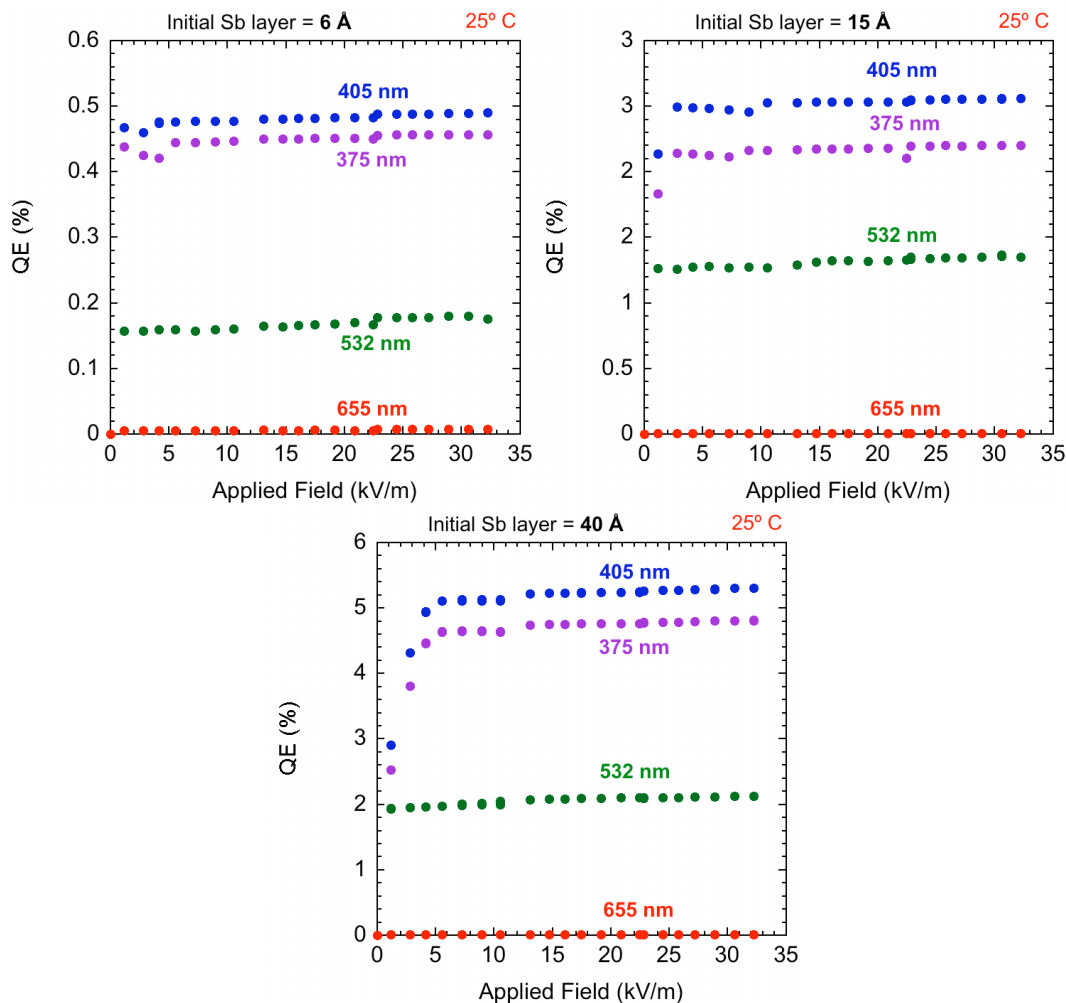 Initial Sb layer = 6 Å 25º C
0.6
0.5
0.4
0.3
0.2
0.1
0
QE (%)
405 nm
375 nm
532 nm
655 nm
0 5 10 15 20 25 30 35
Applied Field (kV/m)
Initial Sb layer = 15 Å 25º C
3
3
2
2
1
0.5
0
QE (%)
405 nm
375 nm
532 nm
655 nm
0 5 10 15 20 25 30 35
Applied Field (kV/m)
Initial Sb layer = 40 Å 25º C
6
5
4
3
2
1
0
QE (%)
405 nm
375 nm
532 nm
655 nm
0 5 10 15 20 25 30 35
Applied Field (kV/m)